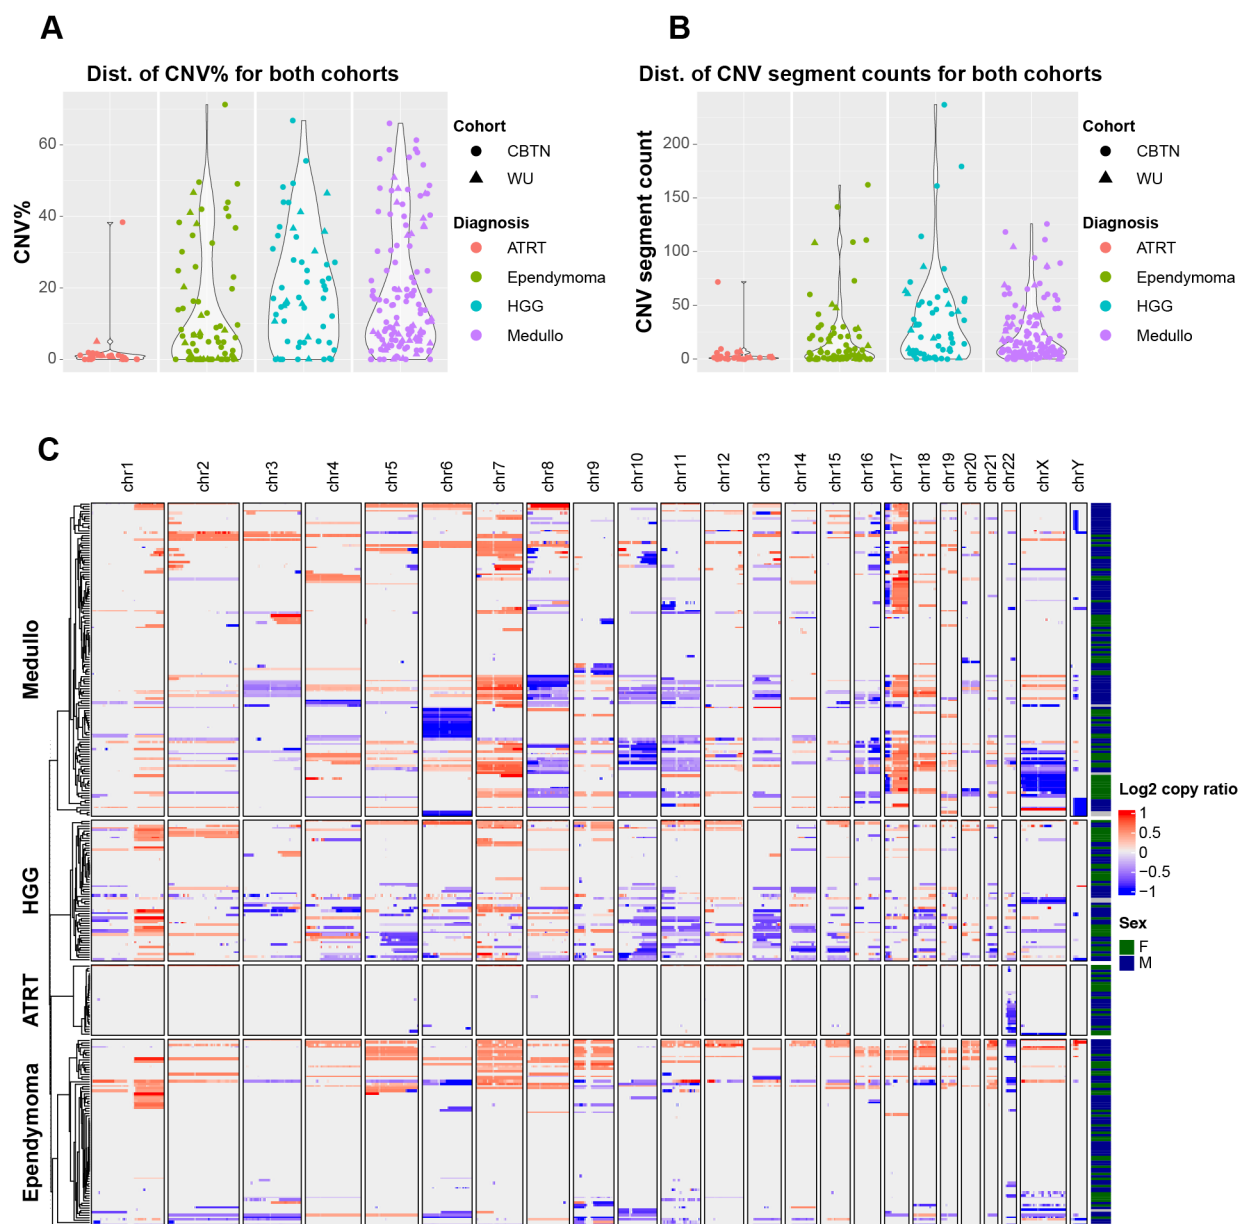 A
B
Dist. of CNV% for both cohorts
Dist. of CNV segment counts for both cohorts
CNV%
60
40
20
0
Cohort
CBTN
WU
Diagnosis
ATRT
Ependymoma
HGG
Medullo
CNV segment count
200
150
100
50
0
Cohort
CBTN
WU
Diagnosis
ATRT
Ependymoma
HGG
Medullo
C
chr1 chr2 chr3 chr4 chr5 chr6 chr7 chr8 chr9 chr10 chr11 chr12 chr13 chr14 chr15 chr16 chr17 chr18 chr19 chr20 chr21 chr22 chrX chrY
Medullo
HGG
ATRT
Ependymoma
Log2 copy ratio
1
0.5
0
−0.5
−1
Sex
F
M